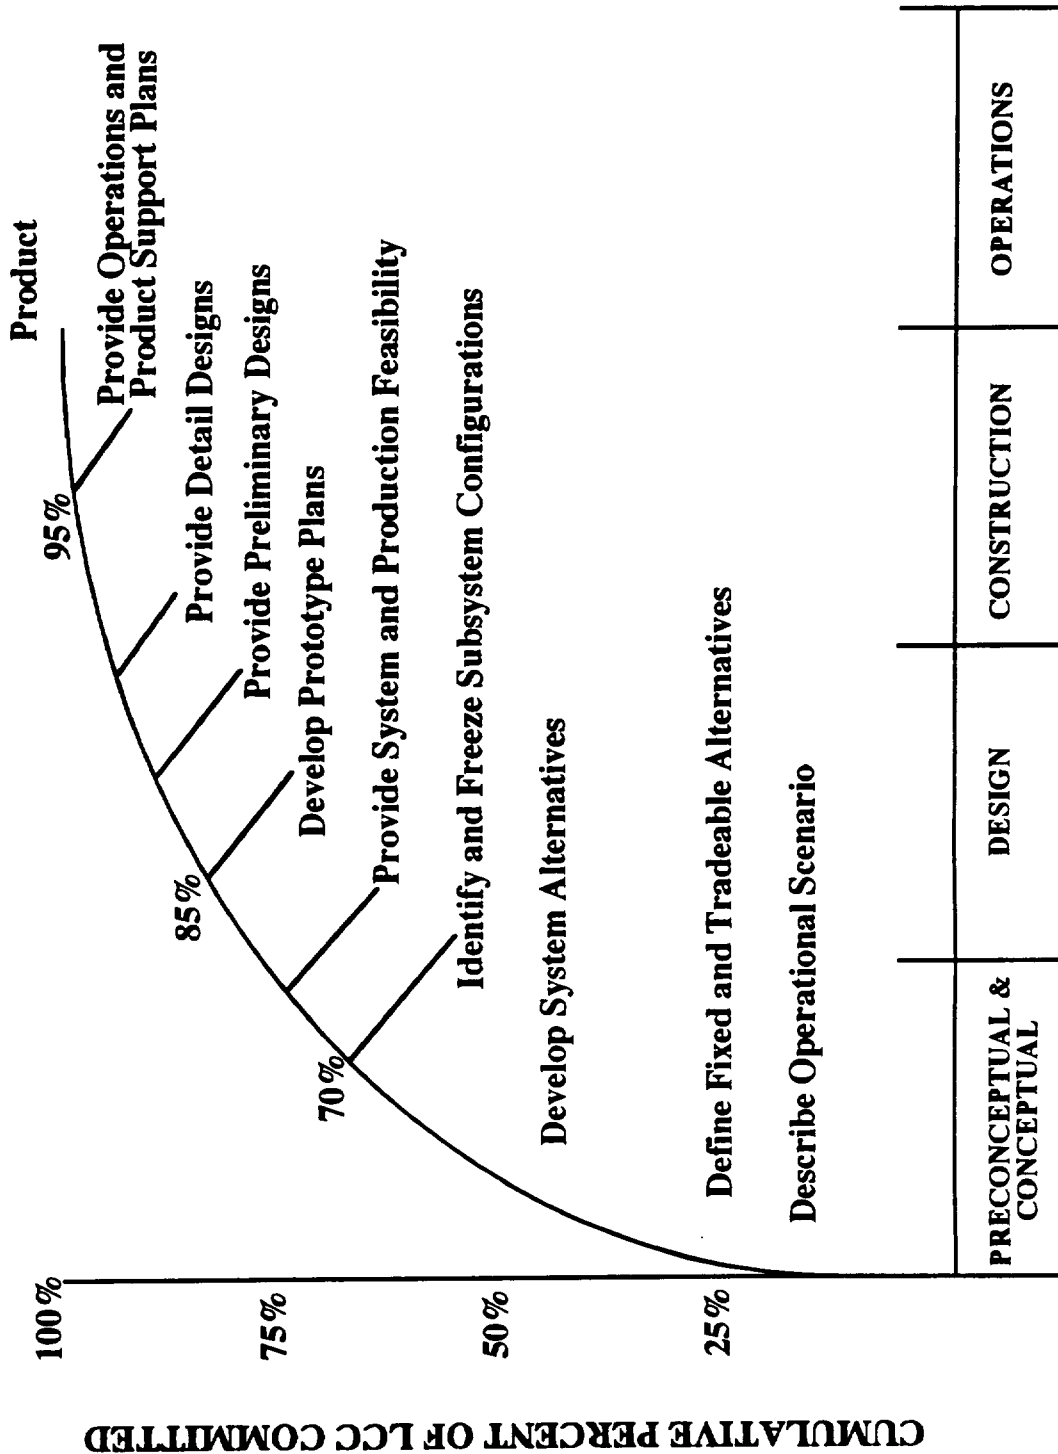 CUMULATIVE PERCENT OF LCC COMMITTED
100%
75%
50%
25%
Product
95%
Provide Operations and
Product Support Plans
Provide Detail Designs
Provide Preliminary Designs
85%
Develop Prototype Plans
Provide System and Production Feasibility
70%
Identify and Freeze Subsystem Configurations
Develop System Alternatives
Define Fixed and Tradeable Alternatives
Describe Operational Scenario
PRECONCEPTUAL &
CONCEPTUAL
DESIGN
CONSTRUCTION
OPERATIONS